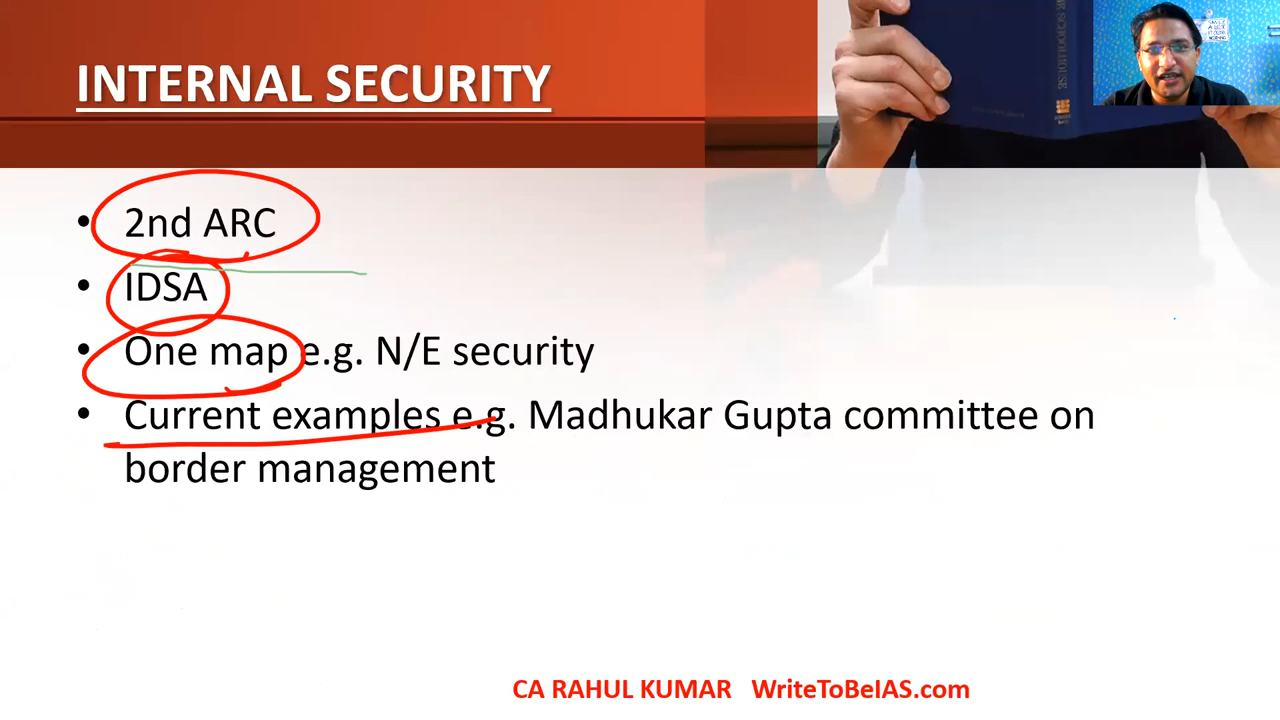 INTERNAL SECURITY
• 2nd ARC
• IDSA
• One map e.g. N/E security
• Current examples e.g. Madhukar Gupta committee on
border management
CA RAHUL KUMAR WriteToBeIAS.com